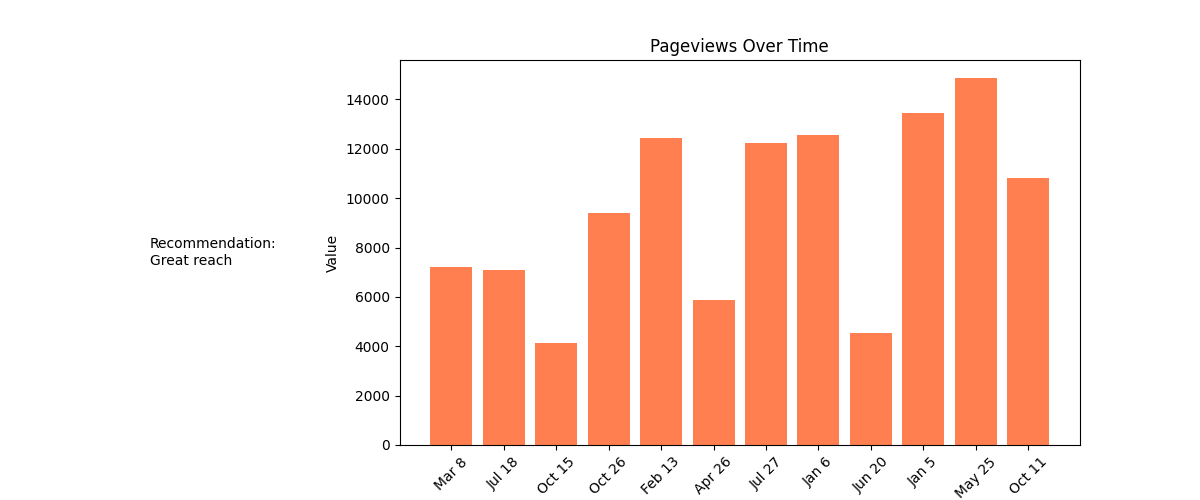 Pageviews Over Time
Recommendation:
Great reach
Value
14000
12000
10000
8000
6000
4000
2000
0
Mar 8
Jul 18
Oct 15
Oct 26
Feb 13
Apr 26
Jul 27
Jan 6
Jun 20
Jan 5
May 25
Oct 11